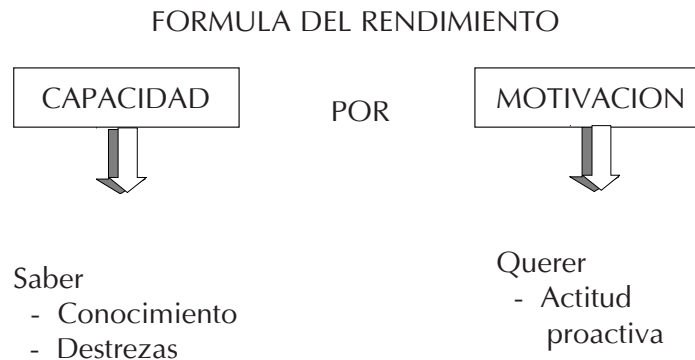 FORMULA DEL RENDIMIENTO
CAPACIDAD
POR
MOTIVACION
Saber
- Conocimiento
- Destrezas
Querer
- Actitud
proactiva